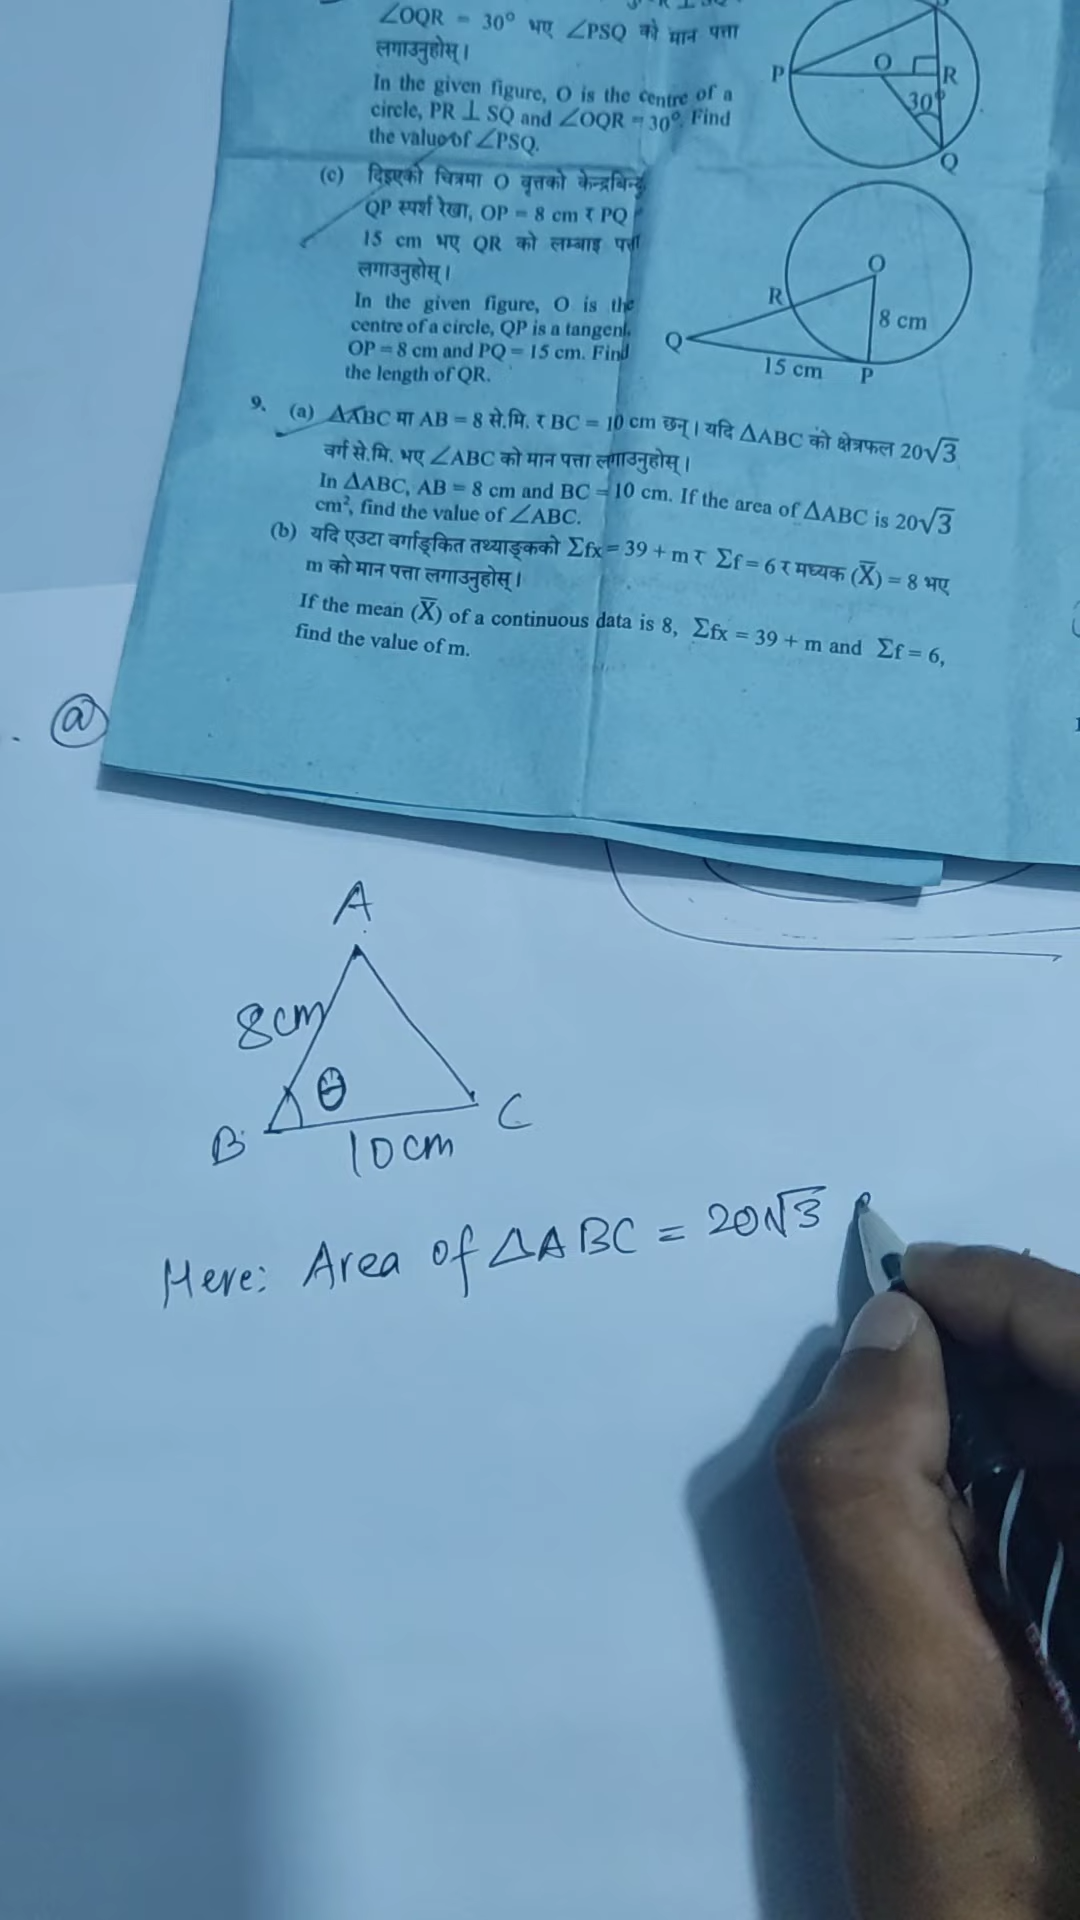 ∠OQR = 30° भए ∠PSQ को मान पत्ता
लगाउनुहोस् ।
In the given figure, O is the centre of a
circle, PR ⊥ SQ and ∠OQR = 30°. Find
the value of ∠PSQ.
P
O
R
30°
Q
(c) दिइएको चित्रमा O वृत्तको केन्द्रबिन्दु,
QP स्पर्श रेखा, OP = 8 cm र PQ =
15 cm भए QR को लम्बाइ पत्ता
लगाउनुहोस् ।
In the given figure, O is the
centre of a circle, QP is a tangent,
OP = 8 cm and PQ = 15 cm. Find
the length of QR.
O
R
8 cm
Q
15 cm
P
9. (a) ΔABC मा AB = 8 से.मि. र BC = 10 cm छन् । यदि ΔABC को क्षेत्रफल 20√3
वर्ग से.मि. भए ∠ABC को मान पत्ता लगाउनुहोस् ।
In ΔABC, AB = 8 cm and BC = 10 cm. If the area of ΔABC is 20√3
cm², find the value of ∠ABC.
(b) यदि एउटा वर्गाङ्कित तथ्याङ्कको Σfx = 39 + m र Σf = 6 र मध्यक (X̅) = 8 भए
m को मान पत्ता लगाउनुहोस् ।
If the mean (X̅) of a continuous data is 8, Σfx = 39 + m and Σf = 6,
find the value of m.
a
A
8cm
θ
B
C
10cm
Here: Area of ΔABC = 20√3